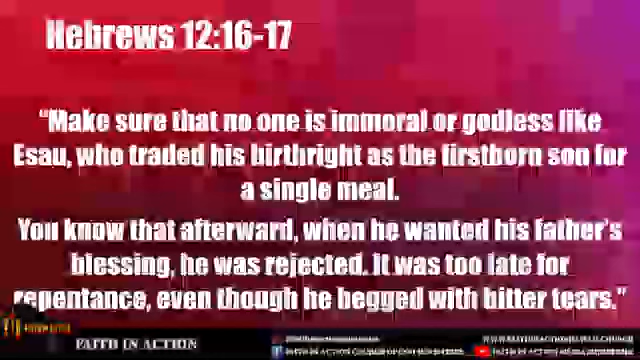 Hebrews 12:16-17
“Make sure that no one is immoral or godless like
Esau, who traded his birthright as the firstborn son for
a single meal.
You know that afterward, when he wanted his father’s
blessing, he was rejected. It was too late for
repentance, even though he begged with bitter tears.”
FAITH IN ACTION